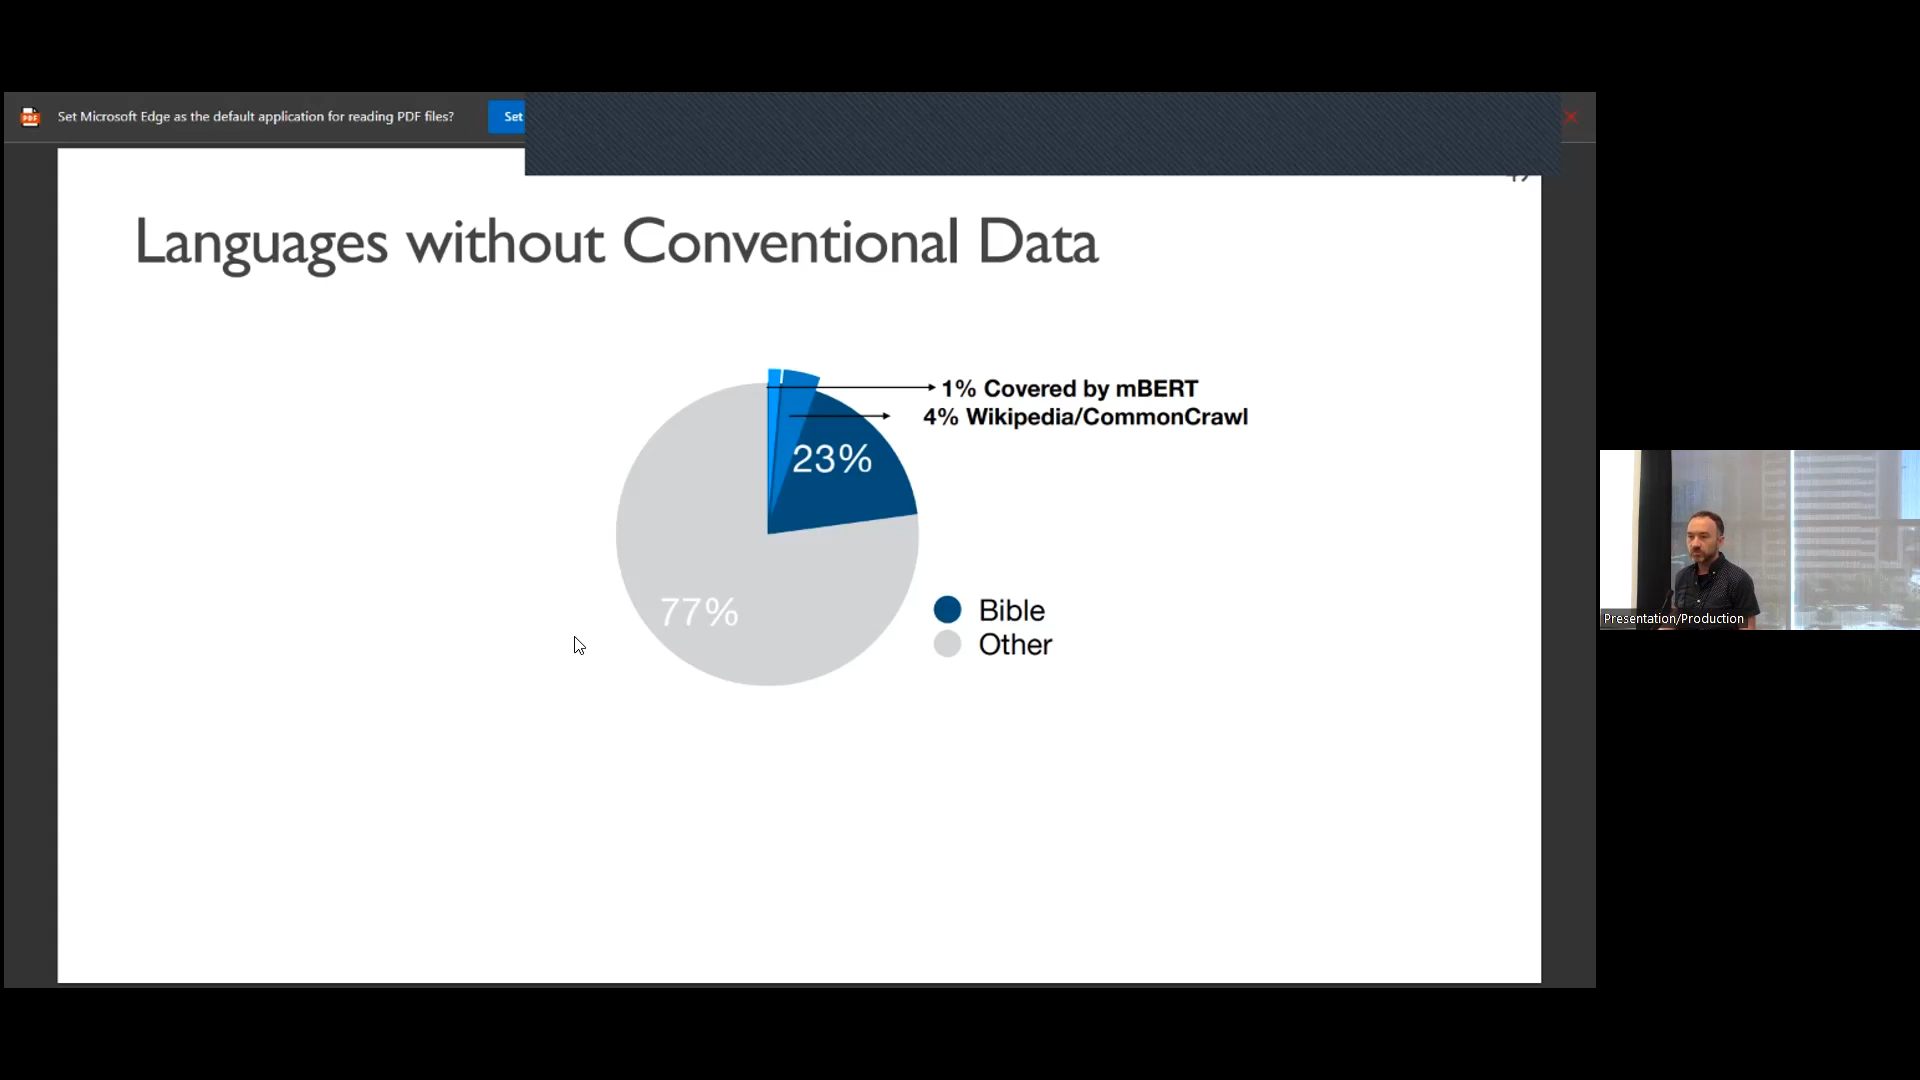 PDF
Set Microsoft Edge as the default application for reading PDF files?
Set
Languages without Conventional Data
1% Covered by mBERT
4% Wikipedia/CommonCrawl
23%
77%
Bible
Other
Presentation/Production